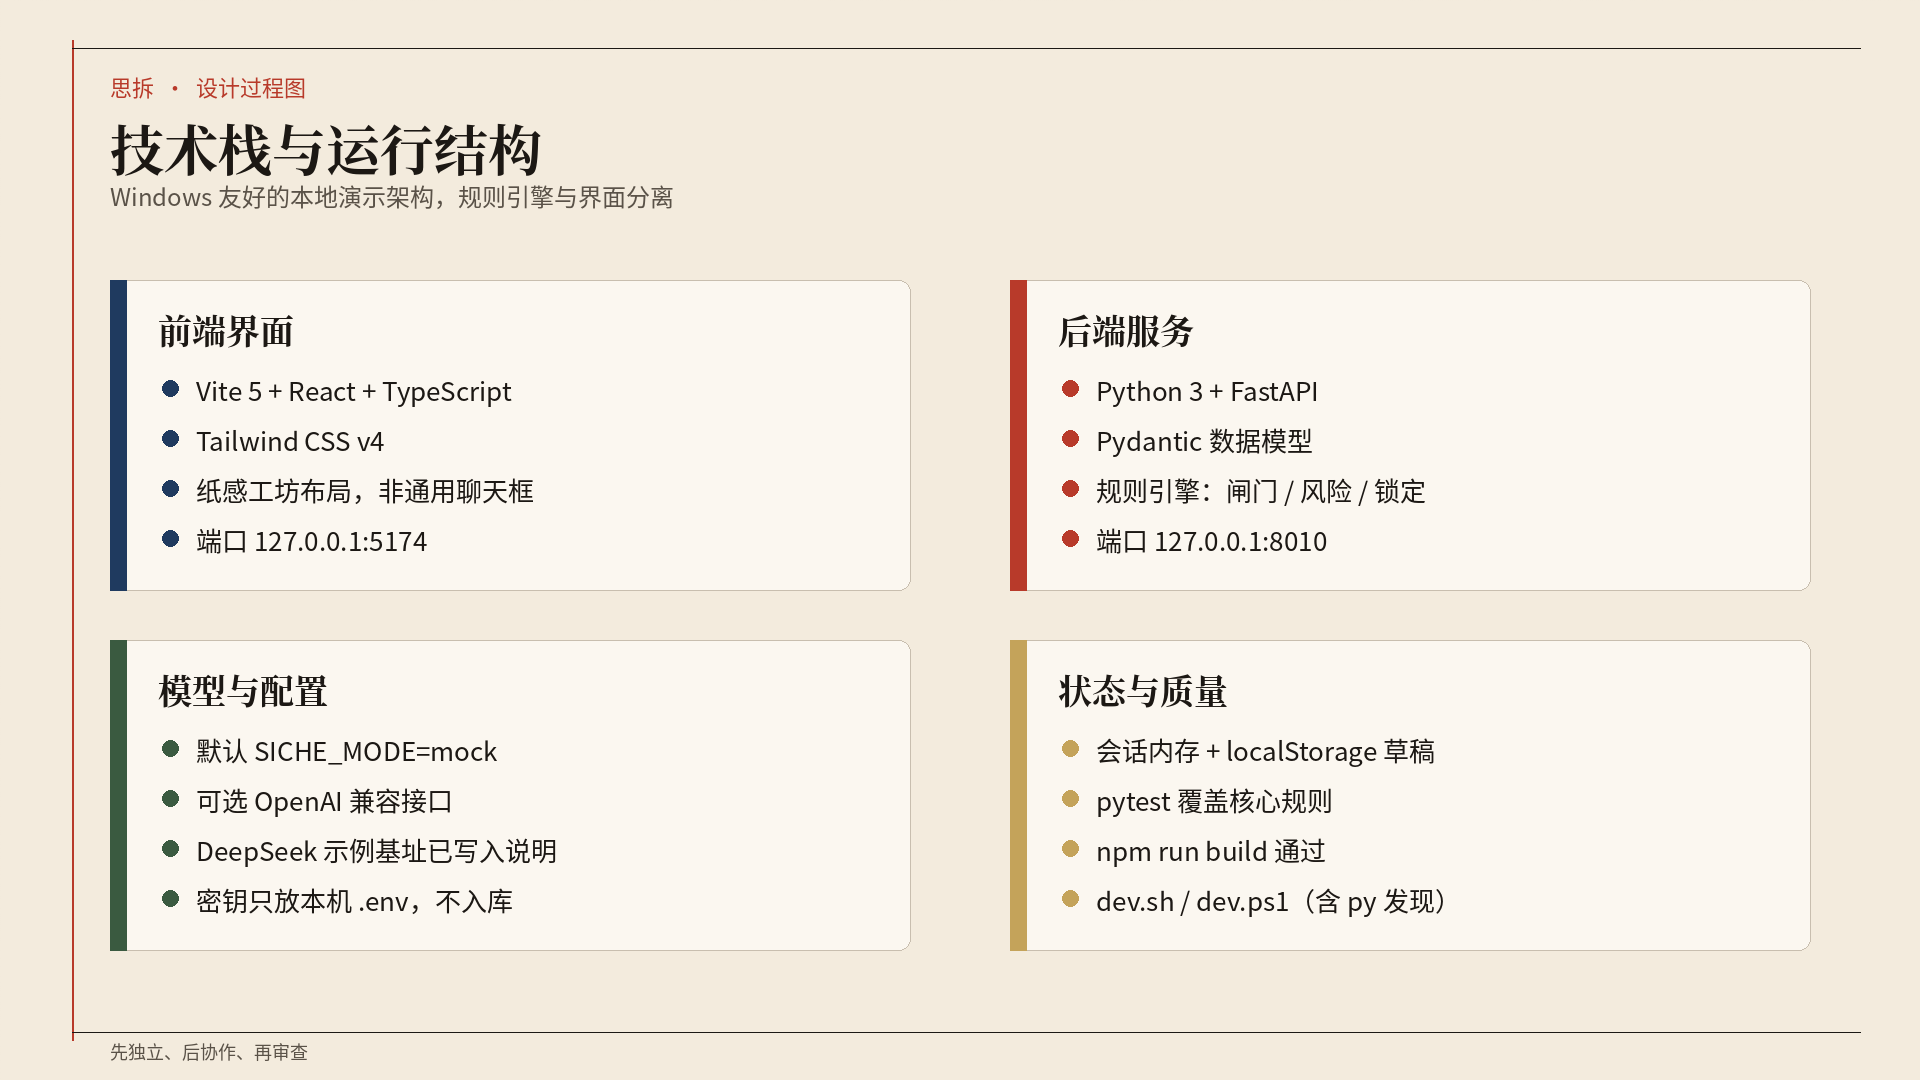 思拆 · 设计过程图
技术栈与运行结构
Windows 友好的本地演示架构，规则引擎与界面分离
前端界面
Vite 5 + React + TypeScript
Tailwind CSS v4
纸感工坊布局，非通用聊天框
端口 127.0.0.1:5174
后端服务
Python 3 + FastAPI
Pydantic 数据模型
规则引擎：闸门 / 风险 / 锁定
端口 127.0.0.1:8010
模型与配置
默认 SICHE_MODE=mock
可选 OpenAI 兼容接口
DeepSeek 示例基址已写入说明
密钥只放本机 .env，不入库
状态与质量
会话内存 + localStorage 草稿
pytest 覆盖核心规则
npm run build 通过
dev.sh / dev.ps1（含 py 发现）
先独立、后协作、再审查